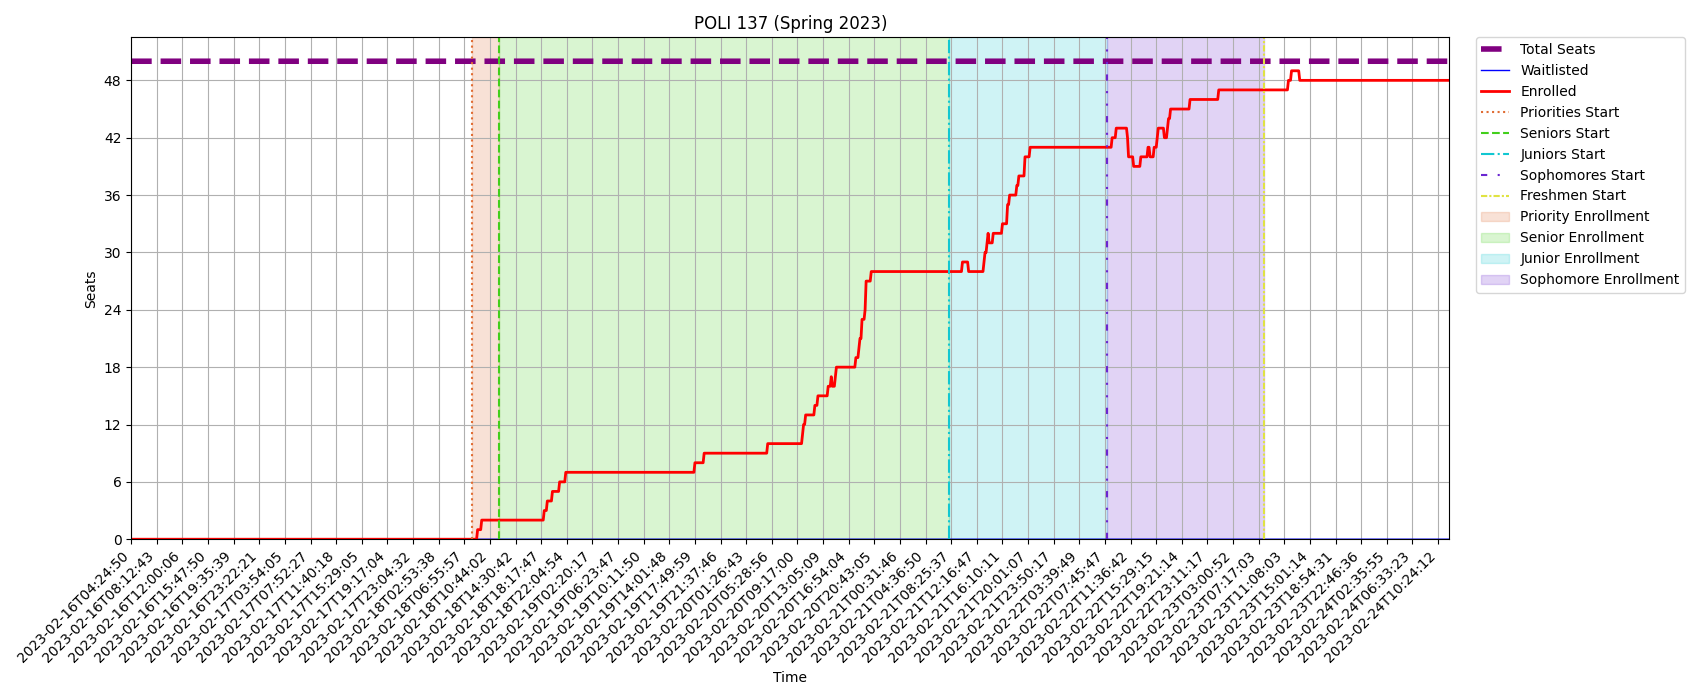 POLI 137 (Spring 2023)
Total Seats
Waitlisted
Enrolled
Priorities Start
Seniors Start
Juniors Start
Sophomores Start
Freshmen Start
Priority Enrollment
Senior Enrollment
Junior Enrollment
Sophomore Enrollment
Seats
48
42
36
30
24
18
12
6
0
2023-02-16T04:24:50
2023-02-16T08:12:43
2023-02-16T12:00:06
2023-02-16T15:47:50
2023-02-16T19:35:39
2023-02-16T23:22:21
2023-02-17T03:54:05
2023-02-17T07:52:27
2023-02-17T11:40:18
2023-02-17T15:29:05
2023-02-17T19:17:04
2023-02-17T23:04:32
2023-02-18T02:53:38
2023-02-18T06:55:57
2023-02-18T10:44:02
2023-02-18T14:30:42
2023-02-18T18:17:47
2023-02-18T22:04:54
2023-02-19T02:20:17
2023-02-19T06:23:47
2023-02-19T10:11:50
2023-02-19T14:01:48
2023-02-19T17:49:59
2023-02-19T21:37:46
2023-02-20T01:26:43
2023-02-20T05:28:56
2023-02-20T09:17:00
2023-02-20T13:05:09
2023-02-20T16:54:04
2023-02-20T20:43:05
2023-02-21T00:31:46
2023-02-21T04:36:50
2023-02-21T08:25:37
2023-02-21T12:16:47
2023-02-21T16:10:11
2023-02-21T20:01:07
2023-02-21T23:50:17
2023-02-22T03:39:49
2023-02-22T07:45:47
2023-02-22T11:36:42
2023-02-22T15:29:15
2023-02-22T19:21:14
2023-02-22T23:11:17
2023-02-23T03:00:52
2023-02-23T07:17:03
2023-02-23T11:08:03
2023-02-23T15:01:14
2023-02-23T18:54:31
2023-02-23T22:46:36
2023-02-24T02:35:55
2023-02-24T06:33:23
2023-02-24T10:24:12
Time